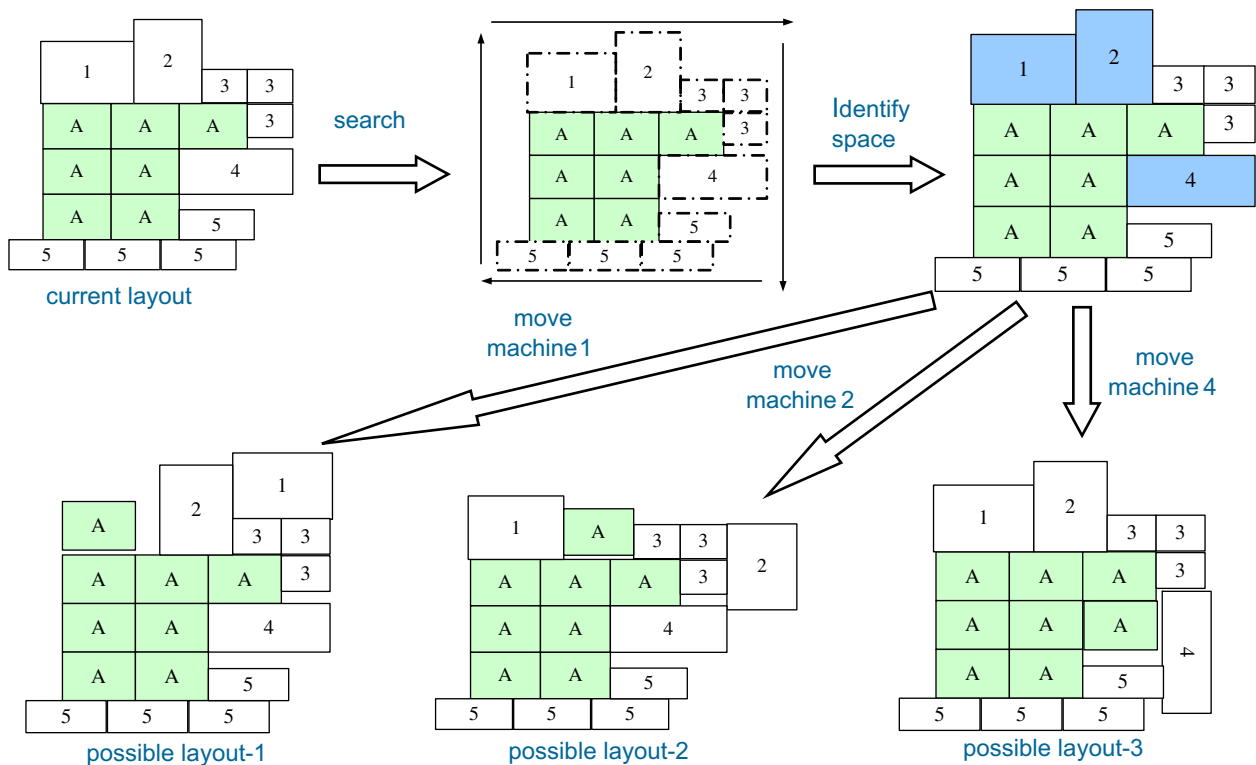 2
1
3 3
A A A
3
A A
4
A A
5
5 5 5
current layout
search
2
1
3 3
A A A
3
A A
4
A A
5
5 5 5
Identify
space
2
1
3 3
A A A
3
A A
4
A A
5
5 5 5
move
machine 1
move
machine 2
move
machine 4
1
2
A
3 3
A A A
3
A A
4
A A
5
5 5 5
possible layout-1
1
A
3 3
2
A A A
3
A A
4
A A
5
5 5 5
possible layout-2
2
1
3 3
A A A
3
A A A
4
A A
5
5 5 5
possible layout-3